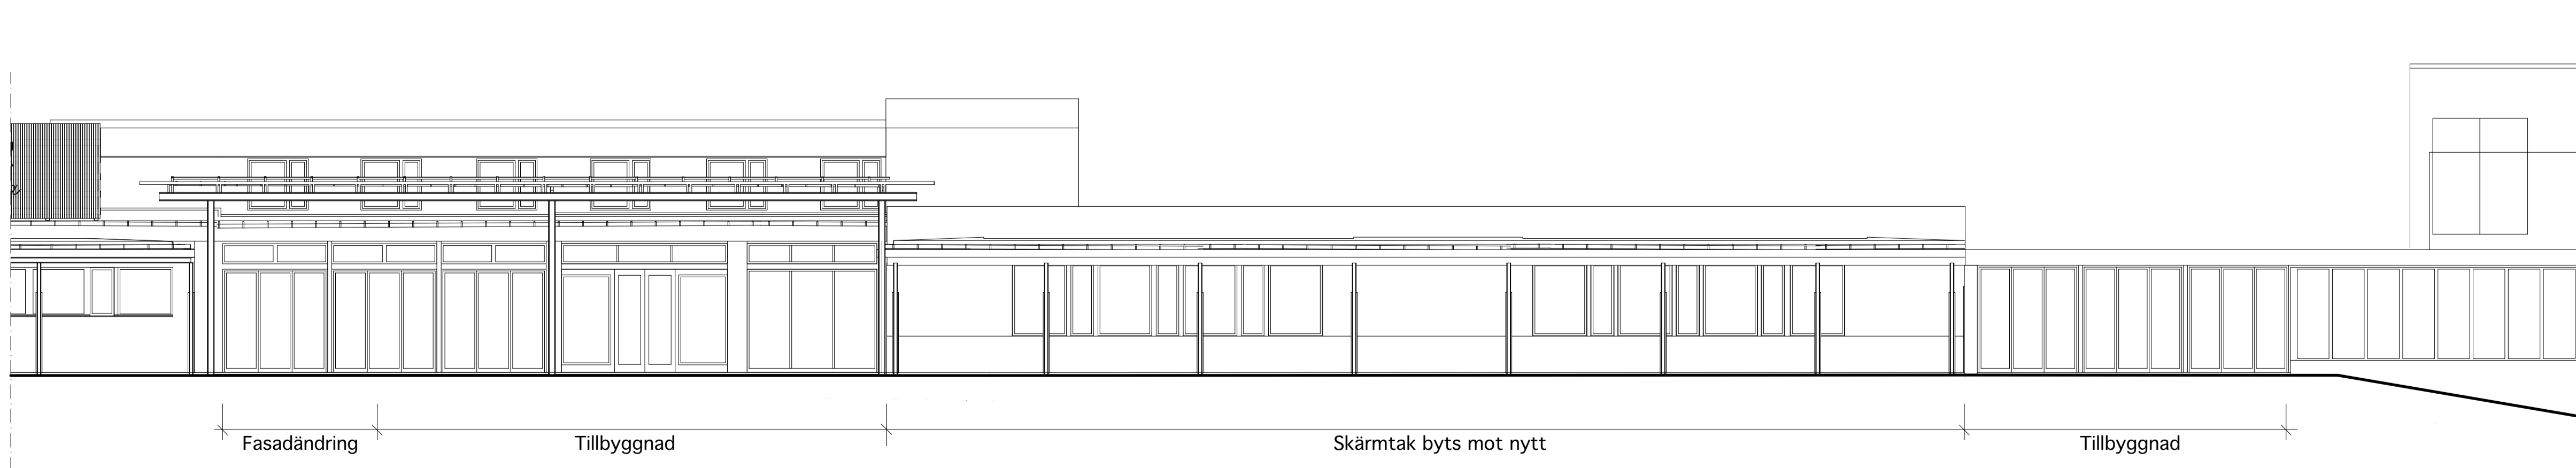 Fasadändring
Tillbyggnad
Skärmtak byts mot nytt
Tillbyggnad